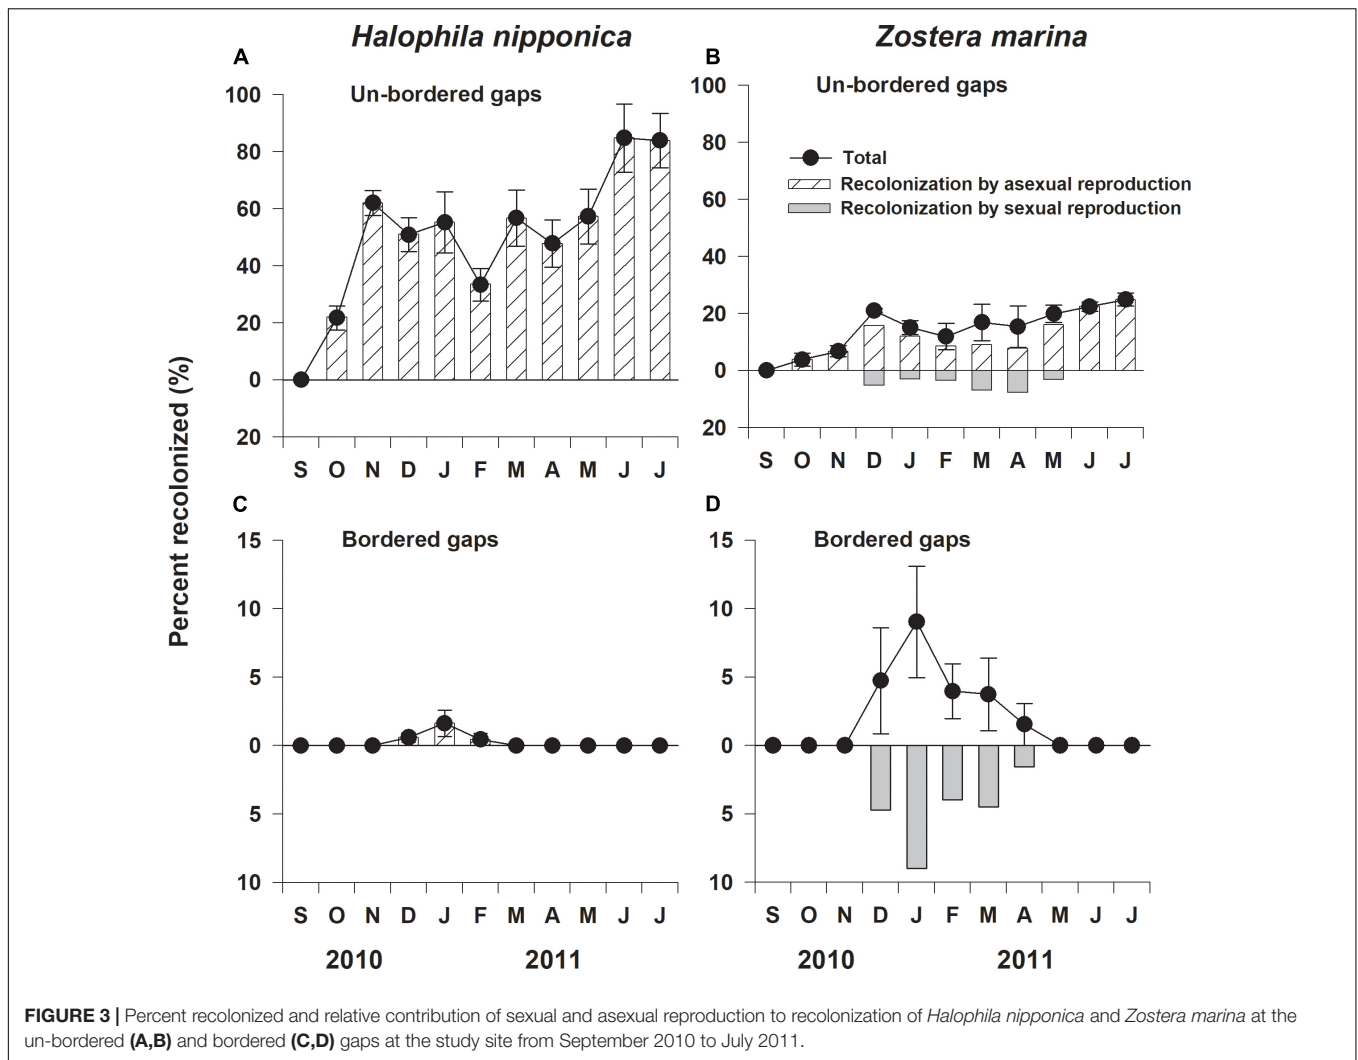 Halophila nipponica
Zostera marina
A
Un-bordered gaps
100
80
60
40
20
0
20
S O N D J F M A M J J
B
Un-bordered gaps
100
80
60
40
20
0
20
Total
Recolonization by asexual reproduction
Recolonization by sexual reproduction
S O N D J F M A M J J
Percent recolonized (%)
C
Bordered gaps
15
10
5
0
5
10
S O N D J F M A M J J
2010 2011
D
Bordered gaps
15
10
5
0
5
10
S O N D J F M A M J J
2010 2011
FIGURE 3 | Percent recolonized and relative contribution of sexual and asexual reproduction to recolonization of Halophila nipponica and Zostera marina at the
un-bordered (A,B) and bordered (C,D) gaps at the study site from September 2010 to July 2011.